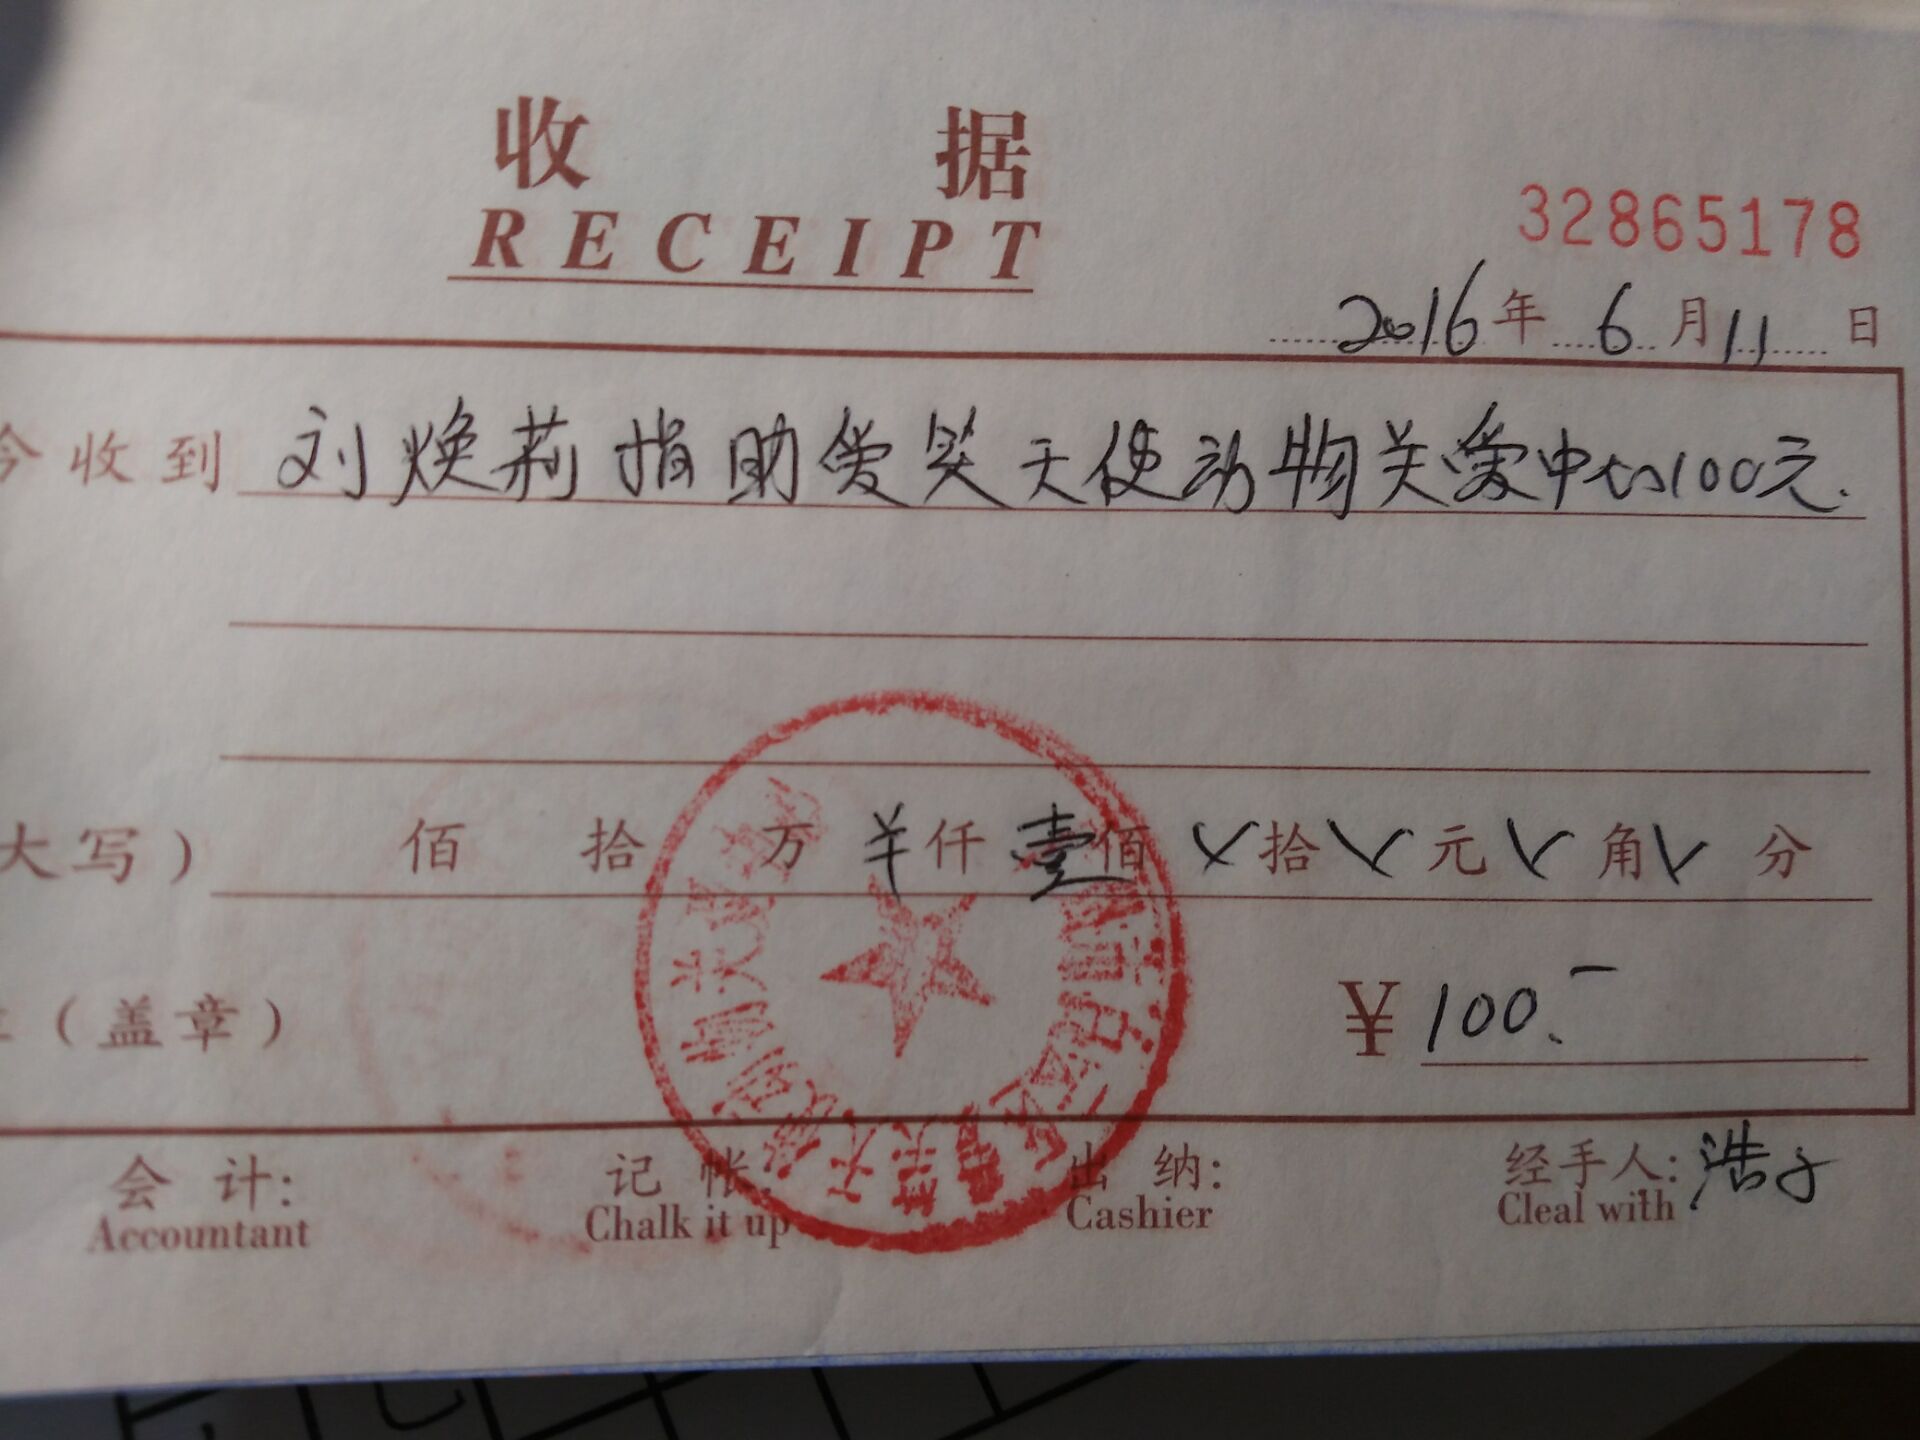 收 据
RECEIPT
32865178
2016年6月11日
今收到 刘焕莉捐助爱笑天使动物关爱中心100元.
大写) 佰 拾 万 仟 壹佰 拾 元 角 分
(盖章) ¥100.-
会 计: 记 帐: 出 纳: 经手人: 浩子
Accountant Chalk it up Cashier Cleal with